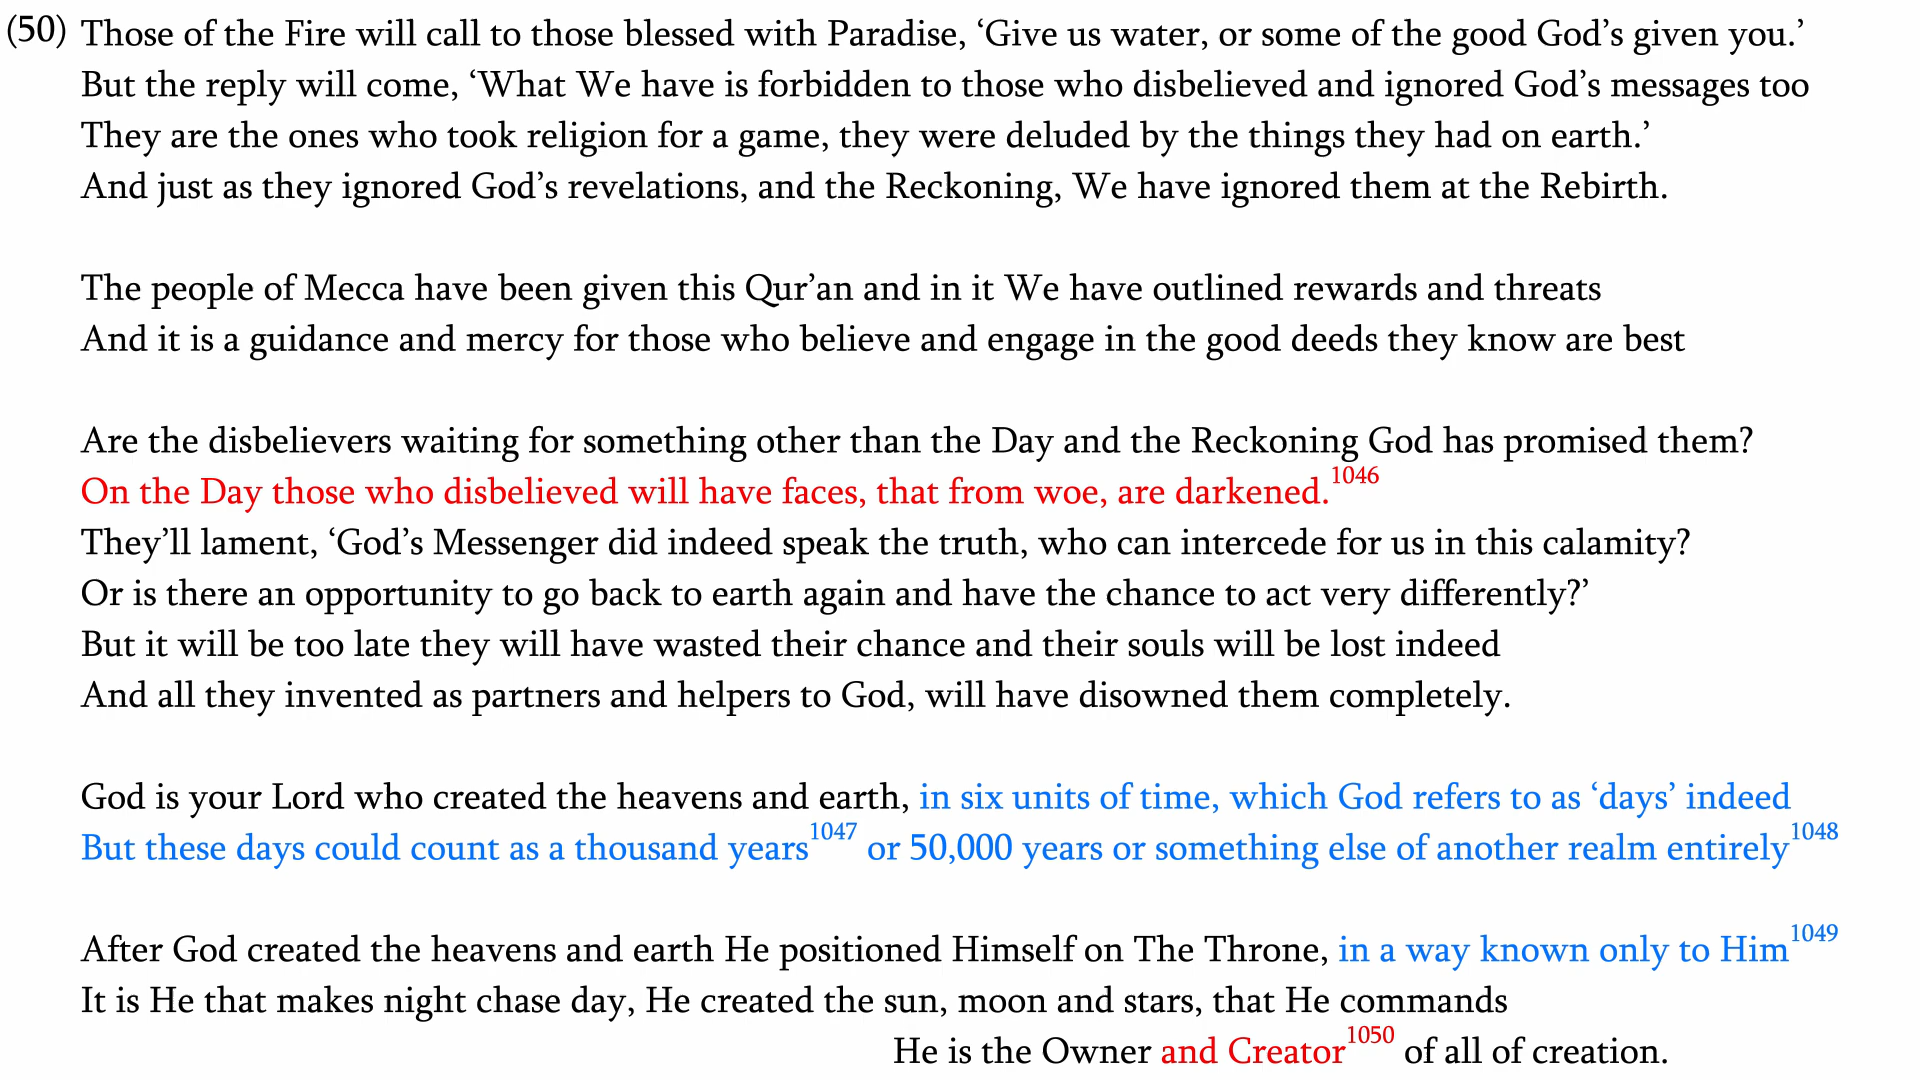 (50) Those of the Fire will call to those blessed with Paradise, ‘Give us water, or some of the good God’s given you.’
But the reply will come, ‘What We have is forbidden to those who disbelieved and ignored God’s messages too
They are the ones who took religion for a game, they were deluded by the things they had on earth.’
And just as they ignored God’s revelations, and the Reckoning, We have ignored them at the Rebirth.
The people of Mecca have been given this Qur’an and in it We have outlined rewards and threats
And it is a guidance and mercy for those who believe and engage in the good deeds they know are best
Are the disbelievers waiting for something other than the Day and the Reckoning God has promised them?
On the Day those who disbelieved will have faces, that from woe, are darkened.1046
They’ll lament, ‘God’s Messenger did indeed speak the truth, who can intercede for us in this calamity?
Or is there an opportunity to go back to earth again and have the chance to act very differently?’
But it will be too late they will have wasted their chance and their souls will be lost indeed
And all they invented as partners and helpers to God, will have disowned them completely.
God is your Lord who created the heavens and earth, in six units of time, which God refers to as ‘days’ indeed
But these days could count as a thousand years1047 or 50,000 years or something else of another realm entirely1048
After God created the heavens and earth He positioned Himself on The Throne, in a way known only to Him1049
It is He that makes night chase day, He created the sun, moon and stars, that He commands
He is the Owner and Creator1050 of all of creation.